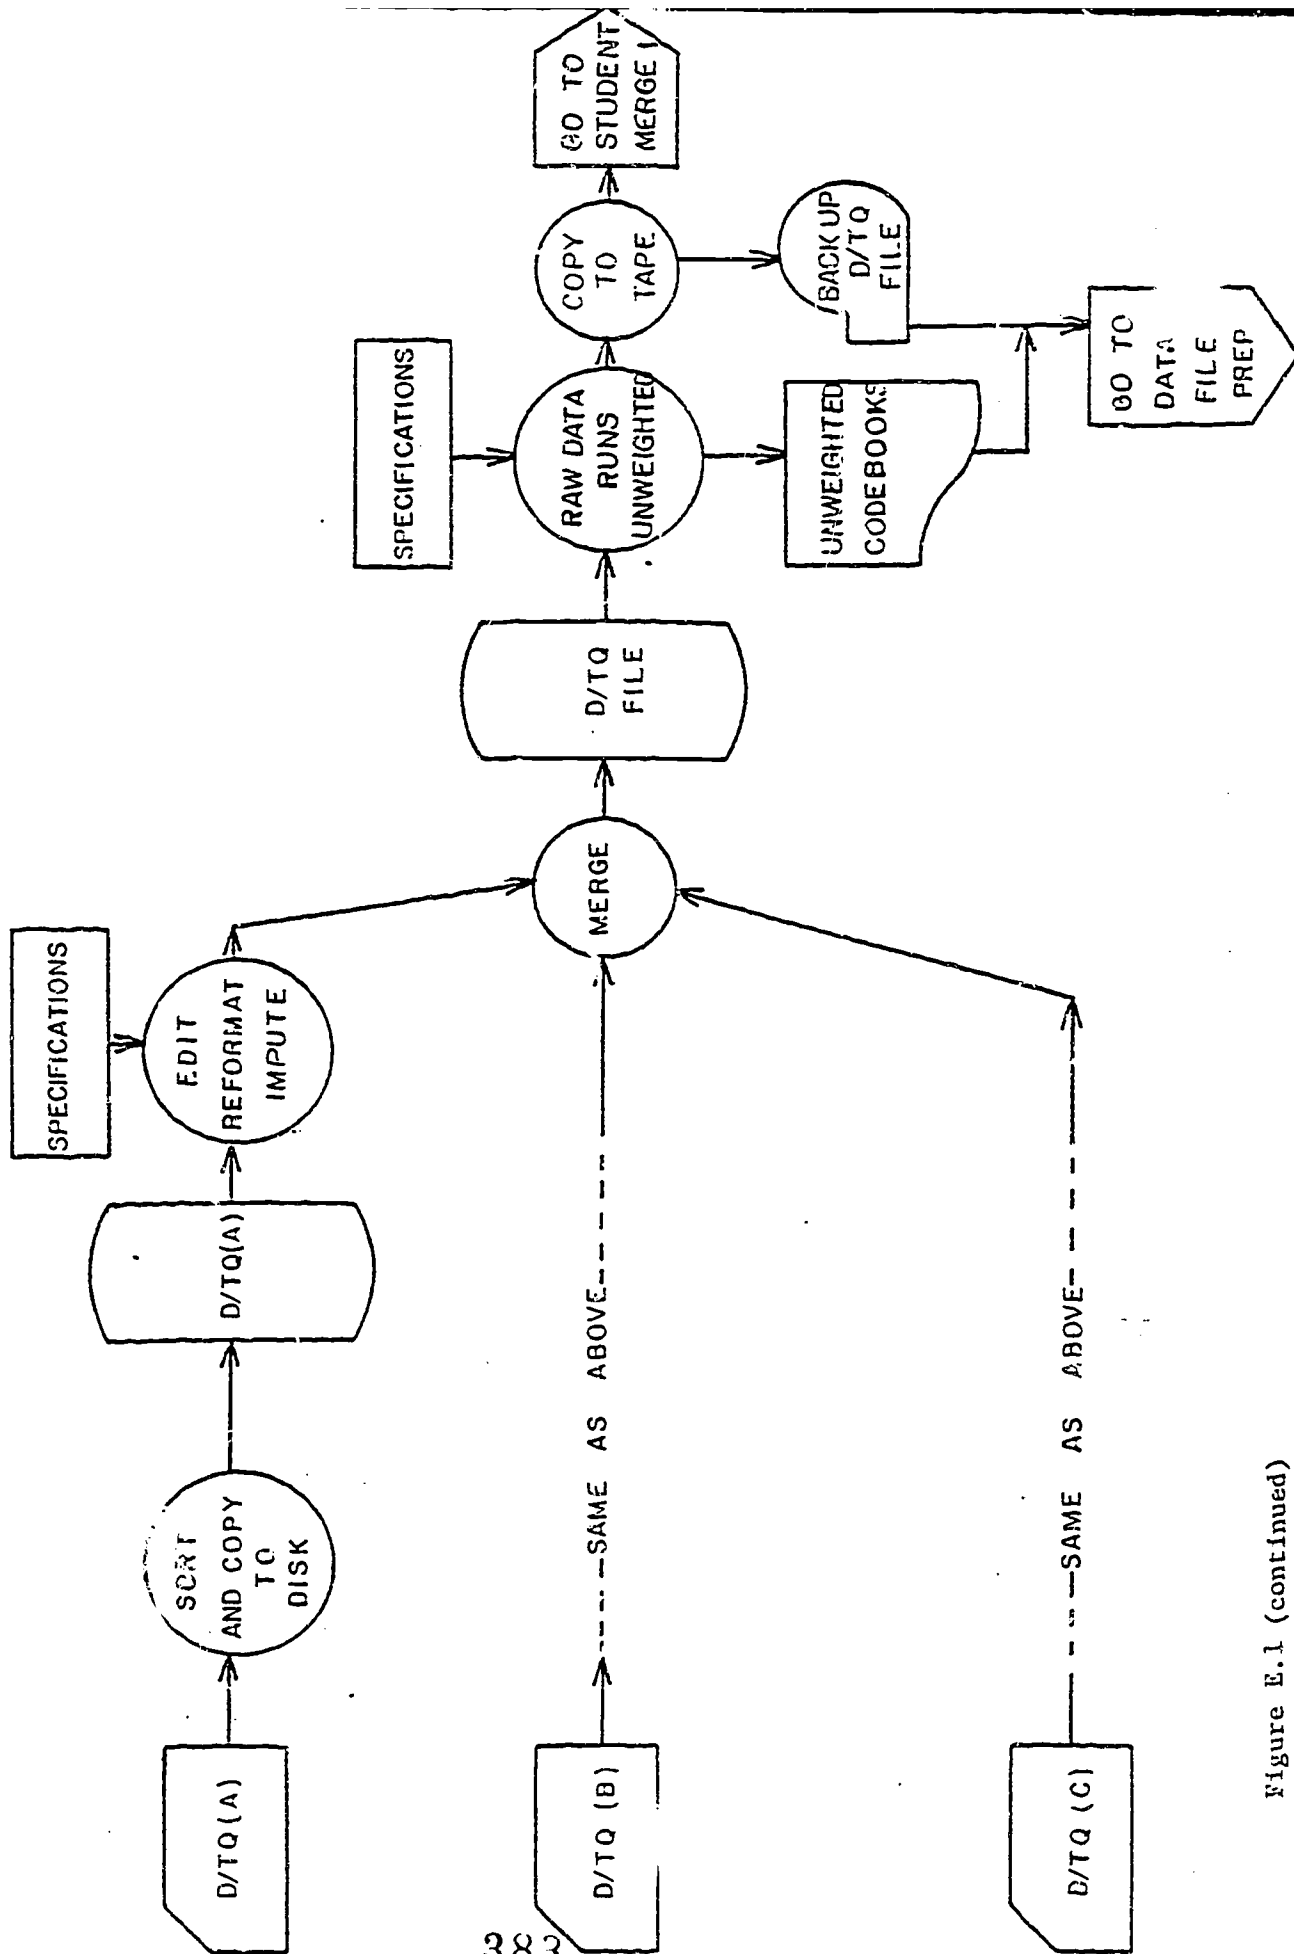 SPECIFICATIONS
D/TQ(A)
SORT
AND COPY
TO
DISK
D/TQ(A)
EDIT
REFORMAT
IMPUTE
D/TQ (B)
SAME AS ABOVE
MERGE
D/TQ
FILE
SPECIFICATIONS
RAW DATA
RUNS
UNWEIGHTED
COPY
TO
TAPE
GO TO
STUDENT
MERGE 1
UNWEIGHTED
CODEBOOKS
BACK UP
D/TQ
FILE
GO TO
DATA
FILE
PREP
D/TQ (C)
SAME AS ABOVE
Figure E.1 (continued)
383